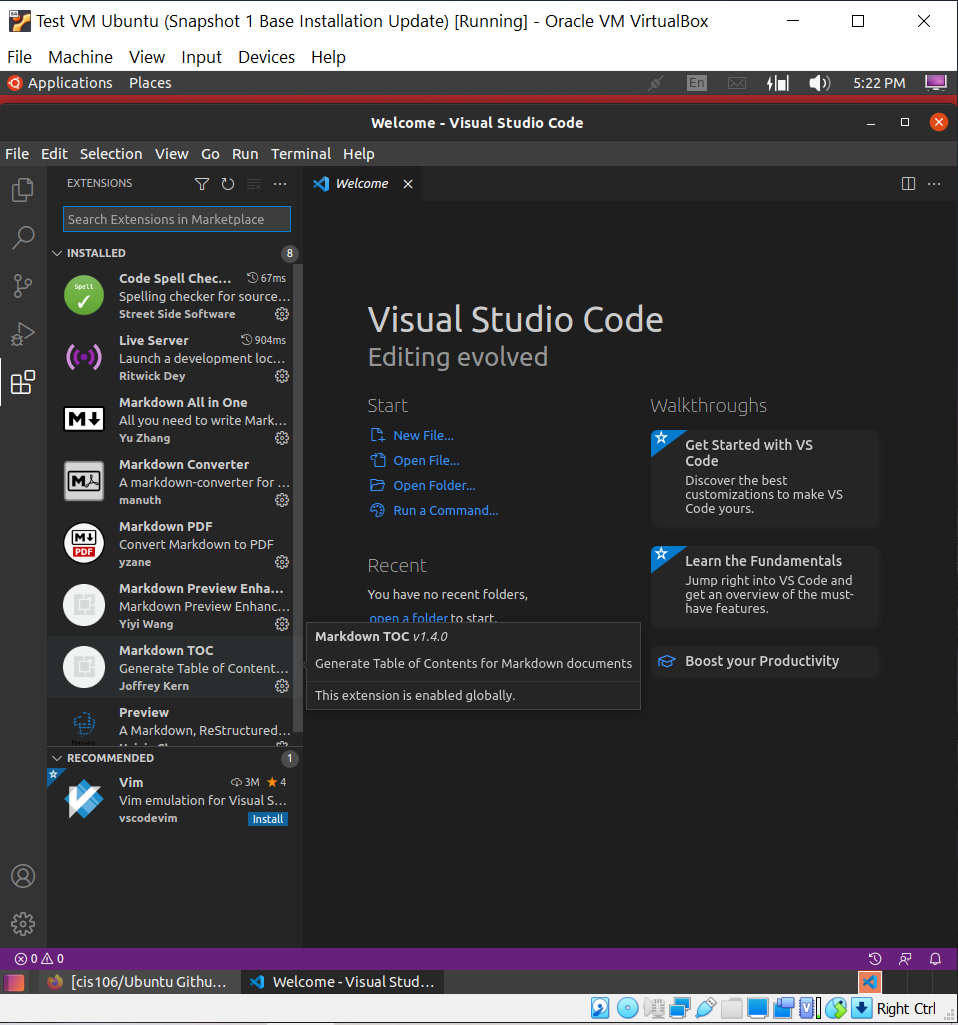 Test VM Ubuntu (Snapshot 1 Base Installation Update) [Running] - Oracle VM VirtualBox
File Machine View Input Devices Help
Applications Places En 5:22 PM
Welcome - Visual Studio Code
File Edit Selection View Go Run Terminal Help
EXTENSIONS
Welcome
Search Extensions in Marketplace
INSTALLED 8
Code Spell Chec... 67ms
Spell
Spelling checker for source...
Street Side Software
Live Server 904ms
Launch a development loc...
Ritwick Dey
Markdown All in One
All you need to write Mark...
Yu Zhang
Markdown Converter
A markdown-converter for ...
manuth
Markdown PDF
PDF
Convert Markdown to PDF
yzane
Markdown Preview Enha...
Markdown Preview Enhanc...
Yiyi Wang
Markdown TOC
Generate Table of Content...
Joffrey Kern
Preview
A Markdown, ReStructured...
RECOMMENDED 1
Vim 3M 4
Vim emulation for Visual S...
vscodevim Install
Visual Studio Code
Editing evolved
Start
New File...
Open File...
Open Folder...
Run a Command...
Recent
You have no recent folders,
open a folder to start.
Markdown TOC v1.4.0
Generate Table of Contents for Markdown documents
This extension is enabled globally.
Walkthroughs
Get Started with VS
Code
Discover the best
customizations to make VS
Code yours.
Learn the Fundamentals
Jump right into VS Code and
get an overview of the must-
have features.
Boost your Productivity
0 0
[cis106/Ubuntu Githu...
Welcome - Visual Stud...
Right Ctrl